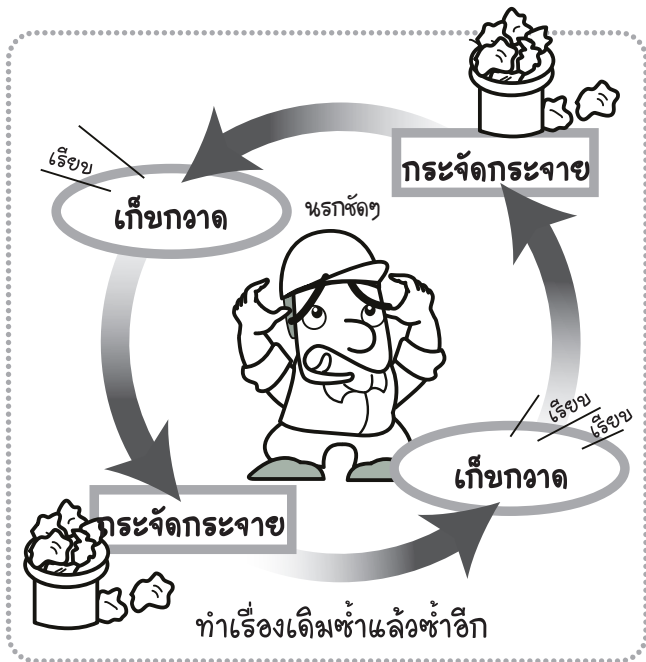 กระจัดกระจาย
เรียบ
เก็บกวาด
นรกชัดๆ
เรียบ
เรียบ
เก็บกวาด
กระจัดกระจาย
ทำเรื่องเดิมซ้ำแล้วซ้ำอีก